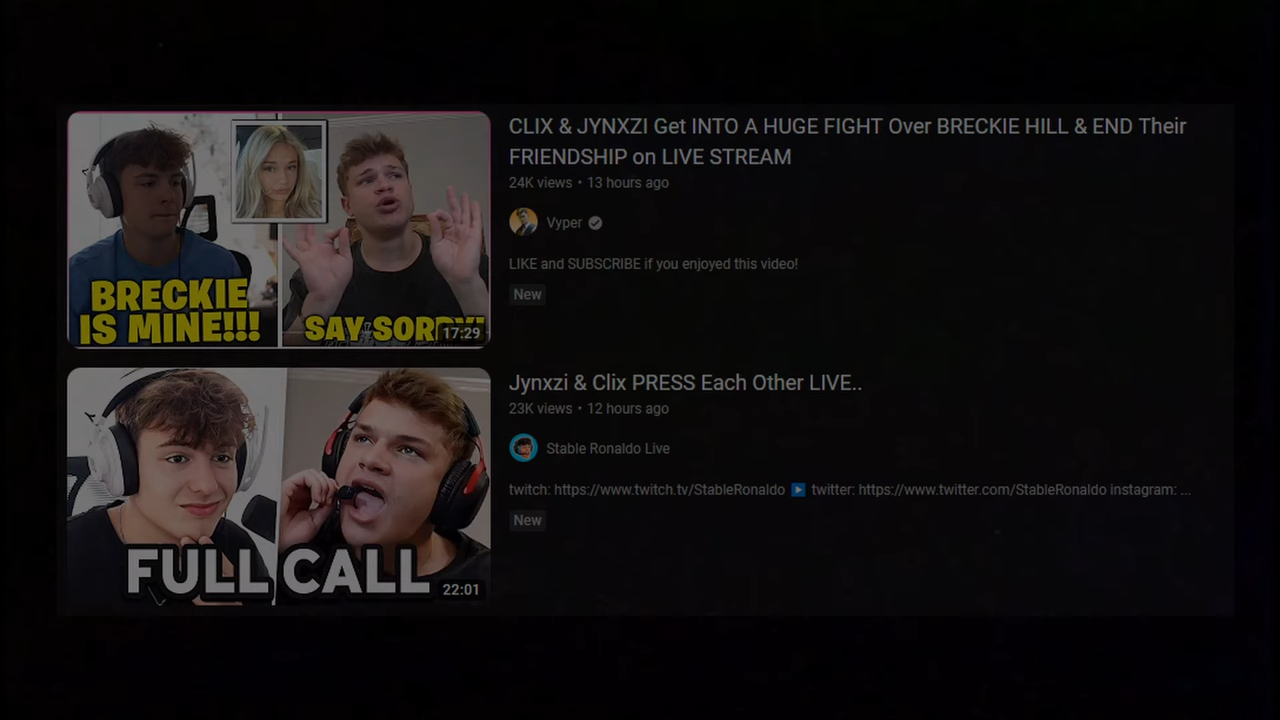 CLIX & JYNXZI Get INTO A HUGE FIGHT Over BRECKIE HILL & END Their
FRIENDSHIP on LIVE STREAM
24K views • 13 hours ago
Vyper
LIKE and SUBSCRIBE if you enjoyed this video!
New
BRECKIE
IS MINE!!!
SAY SORRY!
17:29
Jynxzi & Clix PRESS Each Other LIVE..
23K views • 12 hours ago
Stable Ronaldo Live
twitch: https://www.twitch.tv/StableRonaldo ▶ twitter: https://www.twitter.com/StableRonaldo instagram: ...
New
FULL CALL
22:01